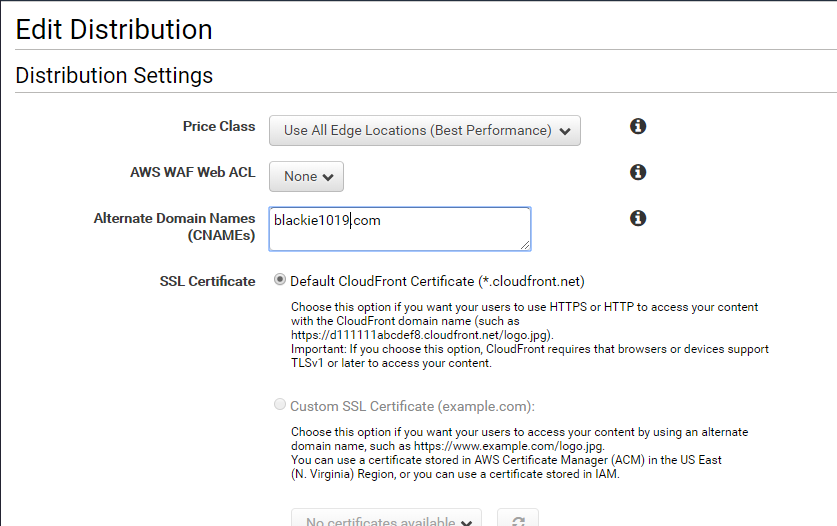 Edit Distribution
Distribution Settings
Price Class
Use All Edge Locations (Best Performance)
AWS WAF Web ACL
None
Alternate Domain Names
(CNAMEs)
blackie1019.com
SSL Certificate
Default CloudFront Certificate (*.cloudfront.net)
Choose this option if you want your users to use HTTPS or HTTP to access your content
with the CloudFront domain name (such as
https://d111111abcdef8.cloudfront.net/logo.jpg).
Important: If you choose this option, CloudFront requires that browsers or devices support
TLSv1 or later to access your content.
Custom SSL Certificate (example.com):
Choose this option if you want your users to access your content by using an alternate
domain name, such as https://www.example.com/logo.jpg.
You can use a certificate stored in AWS Certificate Manager (ACM) in the US East
(N. Virginia) Region, or you can use a certificate stored in IAM.
No certificates available